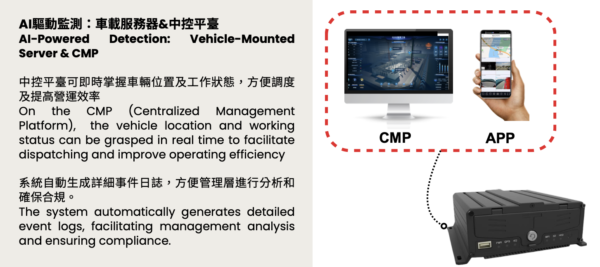 AI驅動監測：車載服務器&中控平臺
AI-Powered Detection: Vehicle-Mounted
Server & CMP
中控平臺可即時掌握車輛位置及工作狀態，方便調度
及提高營運效率
On the CMP (Centralized Management
Platform), the vehicle location and working
status can be grasped in real time to facilitate
dispatching and improve operating efficiency
系統自動生成詳細事件日誌，方便管理層進行分析和
確保合規。
The system automatically generates detailed
event logs, facilitating management analysis
and ensuring compliance.
CMP
APP